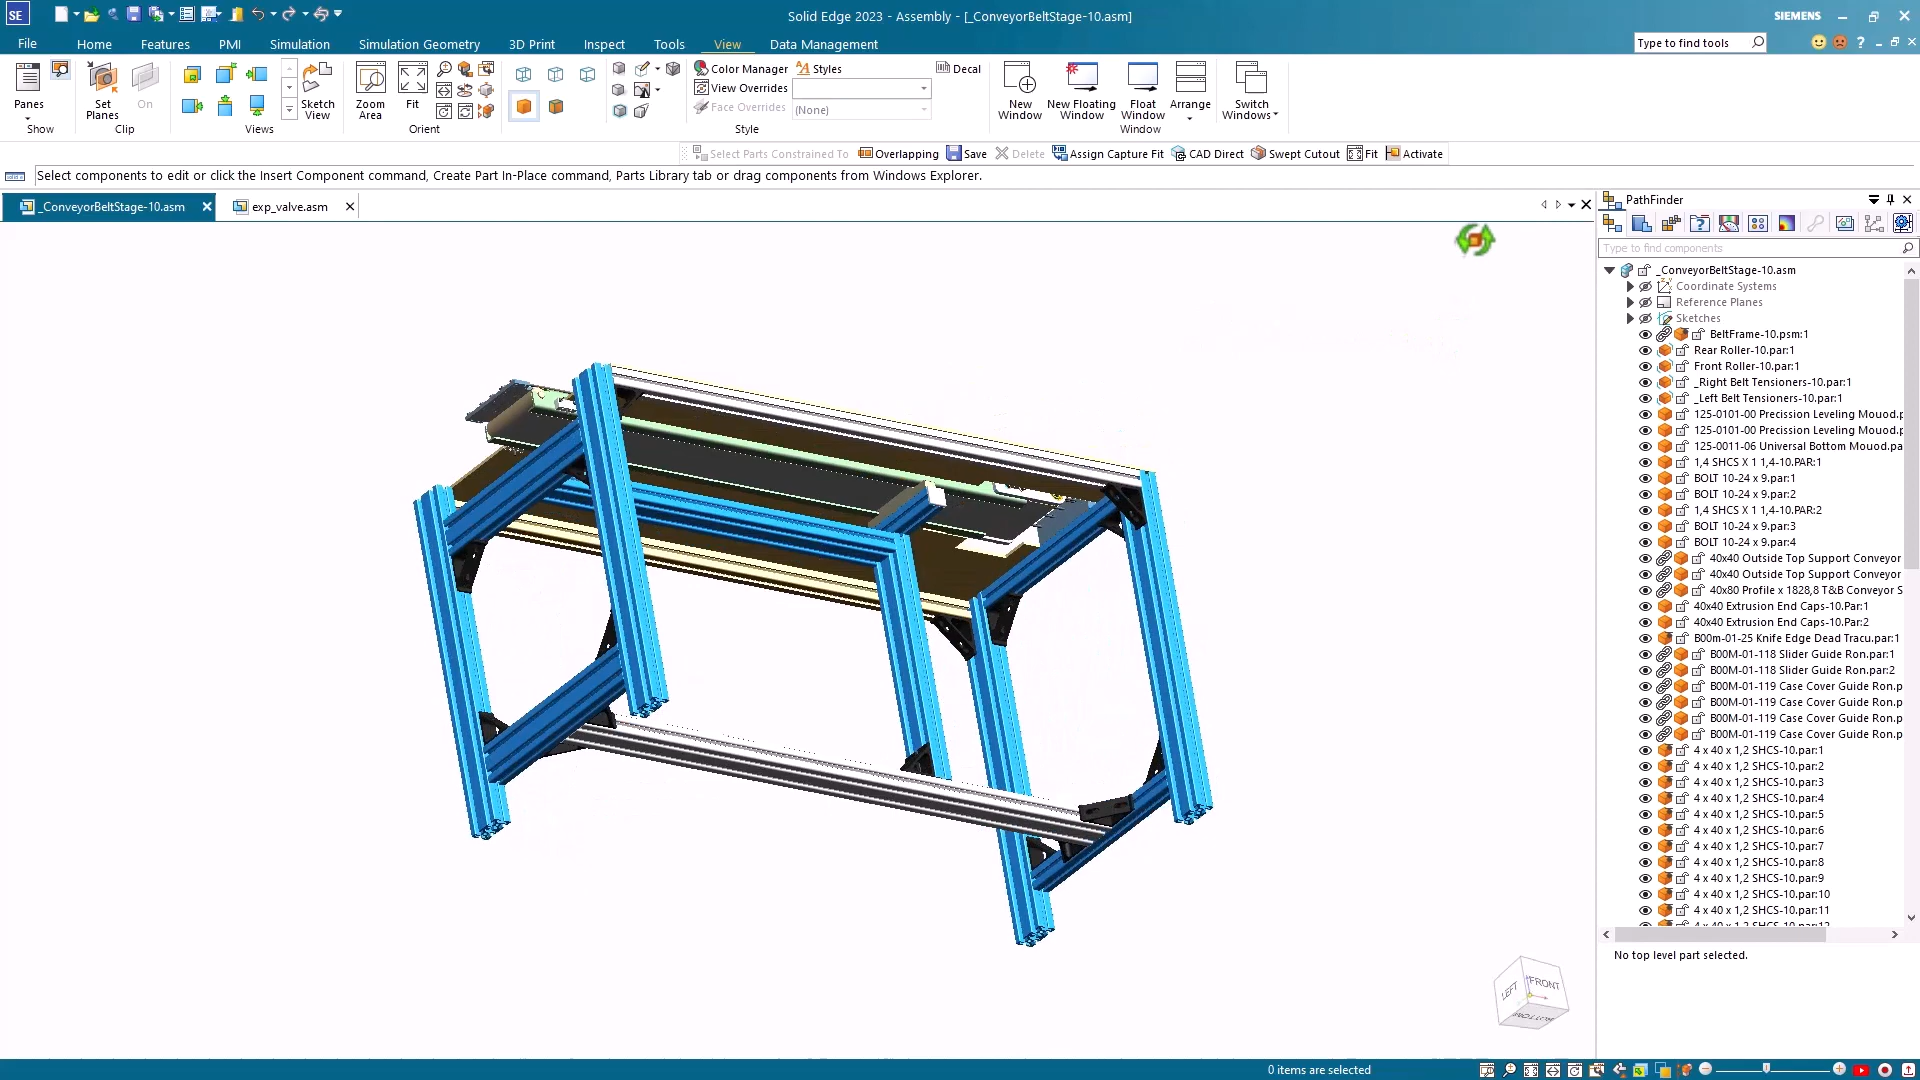 SE
Solid Edge 2023 - Assembly - [_ConveyorBeltStage-10.asm]
SIEMENS
File
Home
Features
PMI
Simulation
Simulation Geometry
3D Print
Inspect
Tools
View
Data Management
Type to find tools
Panes
Set Planes
On
Sketch View
Zoom Area
Fit
Color Manager
Styles
View Overrides
Face Overrides
(None)
Decal
New Window
New Floating Window
Float Window
Arrange
Switch Windows
Show
Clip
Views
Orient
Style
Window
Select Parts Constrained To
Overlapping
Save
Delete
Assign Capture Fit
CAD Direct
Swept Cutout
Fit
Activate
Select components to edit or click the Insert Component command, Create Part In-Place command, Parts Library tab or drag components from Windows Explorer.
_ConveyorBeltStage-10.asm
exp_valve.asm
PathFinder
Type to find components
_ConveyorBeltStage-10.asm
Coordinate Systems
Reference Planes
Sketches
BeltFrame-10.psm:1
Rear Roller-10.par:1
Front Roller-10.par:1
_Right Belt Tensioners-10.par:1
_Left Belt Tensioners-10.par:1
125-0101-00 Precission Leveling Mouod.p
125-0101-00 Precission Leveling Mouod.p
125-0011-06 Universal Bottom Mouod.pa
1,4 SHCS X 1 1,4-10.PAR:1
BOLT 10-24 x 9.par:1
BOLT 10-24 x 9.par:2
1,4 SHCS X 1 1,4-10.PAR:2
BOLT 10-24 x 9.par:3
BOLT 10-24 x 9.par:4
40x40 Outside Top Support Conveyor
40x40 Outside Top Support Conveyor
40x80 Profile x 1828,8 T&B Conveyor S
40x40 Extrusion End Caps-10.Par:1
40x40 Extrusion End Caps-10.Par:2
B00m-01-25 Knife Edge Dead Tracu.par:1
B00M-01-118 Slider Guide Ron.par:1
B00M-01-118 Slider Guide Ron.par:2
B00M-01-119 Case Cover Guide Ron.p
B00M-01-119 Case Cover Guide Ron.p
B00M-01-119 Case Cover Guide Ron.p
B00M-01-119 Case Cover Guide Ron.p
4 x 40 x 1,2 SHCS-10.par:1
4 x 40 x 1,2 SHCS-10.par:2
4 x 40 x 1,2 SHCS-10.par:3
4 x 40 x 1,2 SHCS-10.par:4
4 x 40 x 1,2 SHCS-10.par:5
4 x 40 x 1,2 SHCS-10.par:6
4 x 40 x 1,2 SHCS-10.par:7
4 x 40 x 1,2 SHCS-10.par:8
4 x 40 x 1,2 SHCS-10.par:9
4 x 40 x 1,2 SHCS-10.par:10
4 x 40 x 1,2 SHCS-10.par:11
4 x 40 x 1,2 SHCS-10.par:12
No top level part selected.
LEFT
FRONT
BOTTOM
0 items are selected